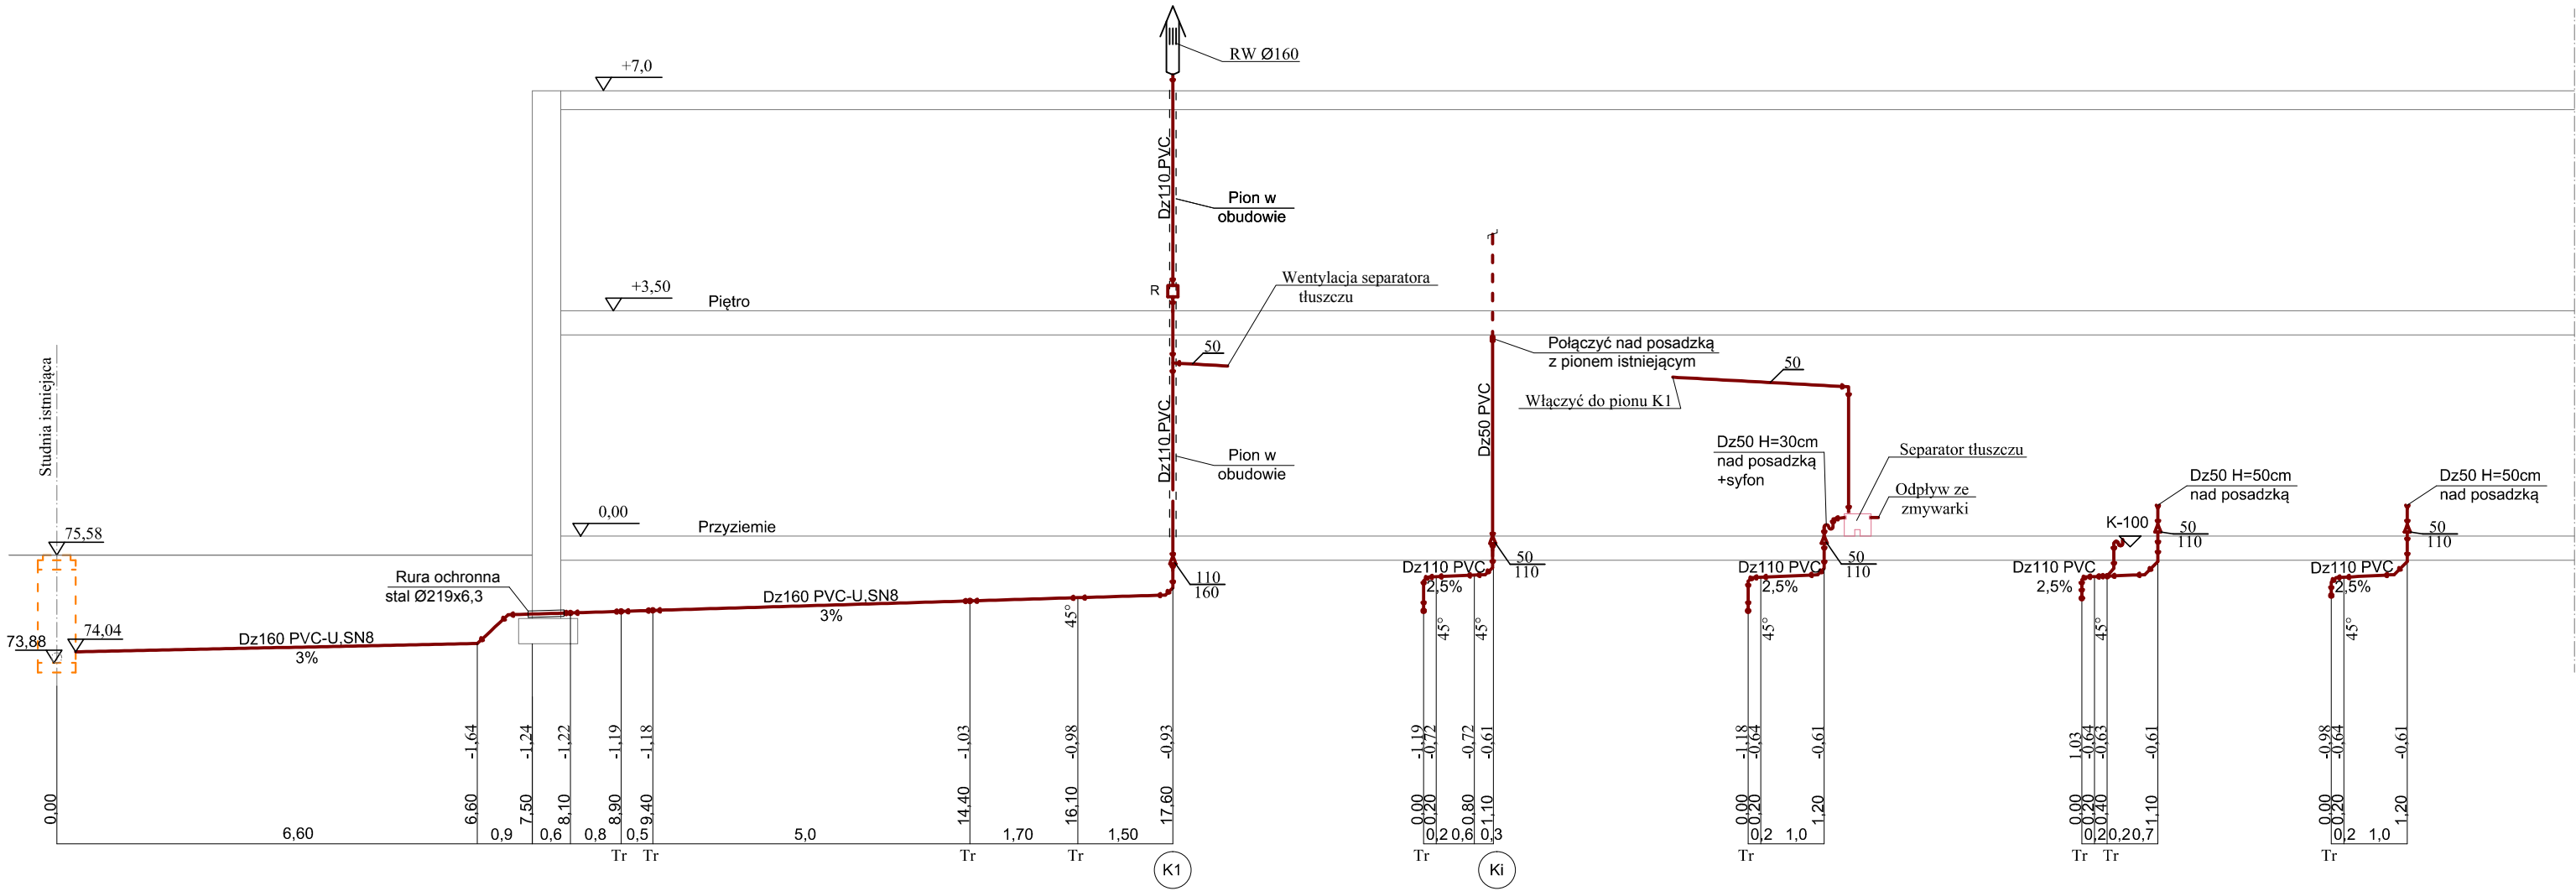 RW Ø160
+7,0
Dz110 PVC
Pion w
obudowie
+3,50
Piętro
R
Wentylacja separatora
tłuszczu
50
Studnia istniejąca
Dz110 PVC
Pion w
obudowie
Dz50 PVC
Połączyć nad posadzką
z pionem istniejącym
50
Włączyć do pionu K1
Dz50 H=30cm
nad posadzką
+syfon
Separator tłuszczu
Odpływ ze
zmywarki
Dz50 H=50cm
nad posadzką
Dz50 H=50cm
nad posadzką
0,00
Przyziemie
75,58
K-100
50
110
50
110
50
110
50
110
110
160
Rura ochronna
stal Ø219x6,3
Dz160 PVC-U,SN8
3%
Dz110 PVC
2,5%
Dz110 PVC
2,5%
Dz110 PVC
2,5%
Dz110 PVC
2,5%
73,88
74,04
Dz160 PVC-U,SN8
3%
45°
45°
45°
45°
45°
45°
-1,64
-1,24
-1,22
-1,19
-1,18
-1,03
-0,98
-0,93
-1,19
-0,72
-0,72
-0,61
-1,18
-0,64
-0,61
1,03
-0,64
-0,63
-0,61
-0,98
-0,64
-0,61
0,00
6,60
7,50
8,10
8,90
9,40
14,40
16,10
17,60
0,00
0,20
0,80
1,10
0,00
0,20
1,20
0,00
0,20
0,40
1,10
0,00
0,20
1,20
6,60
0,9
0,6
0,8
0,5
5,0
1,70
1,50
0,2
0,6
0,3
0,2
1,0
0,2
0,2
0,7
0,2
1,0
Tr
Tr
Tr
Tr
K1
Tr
Ki
Tr
Tr
Tr
Tr